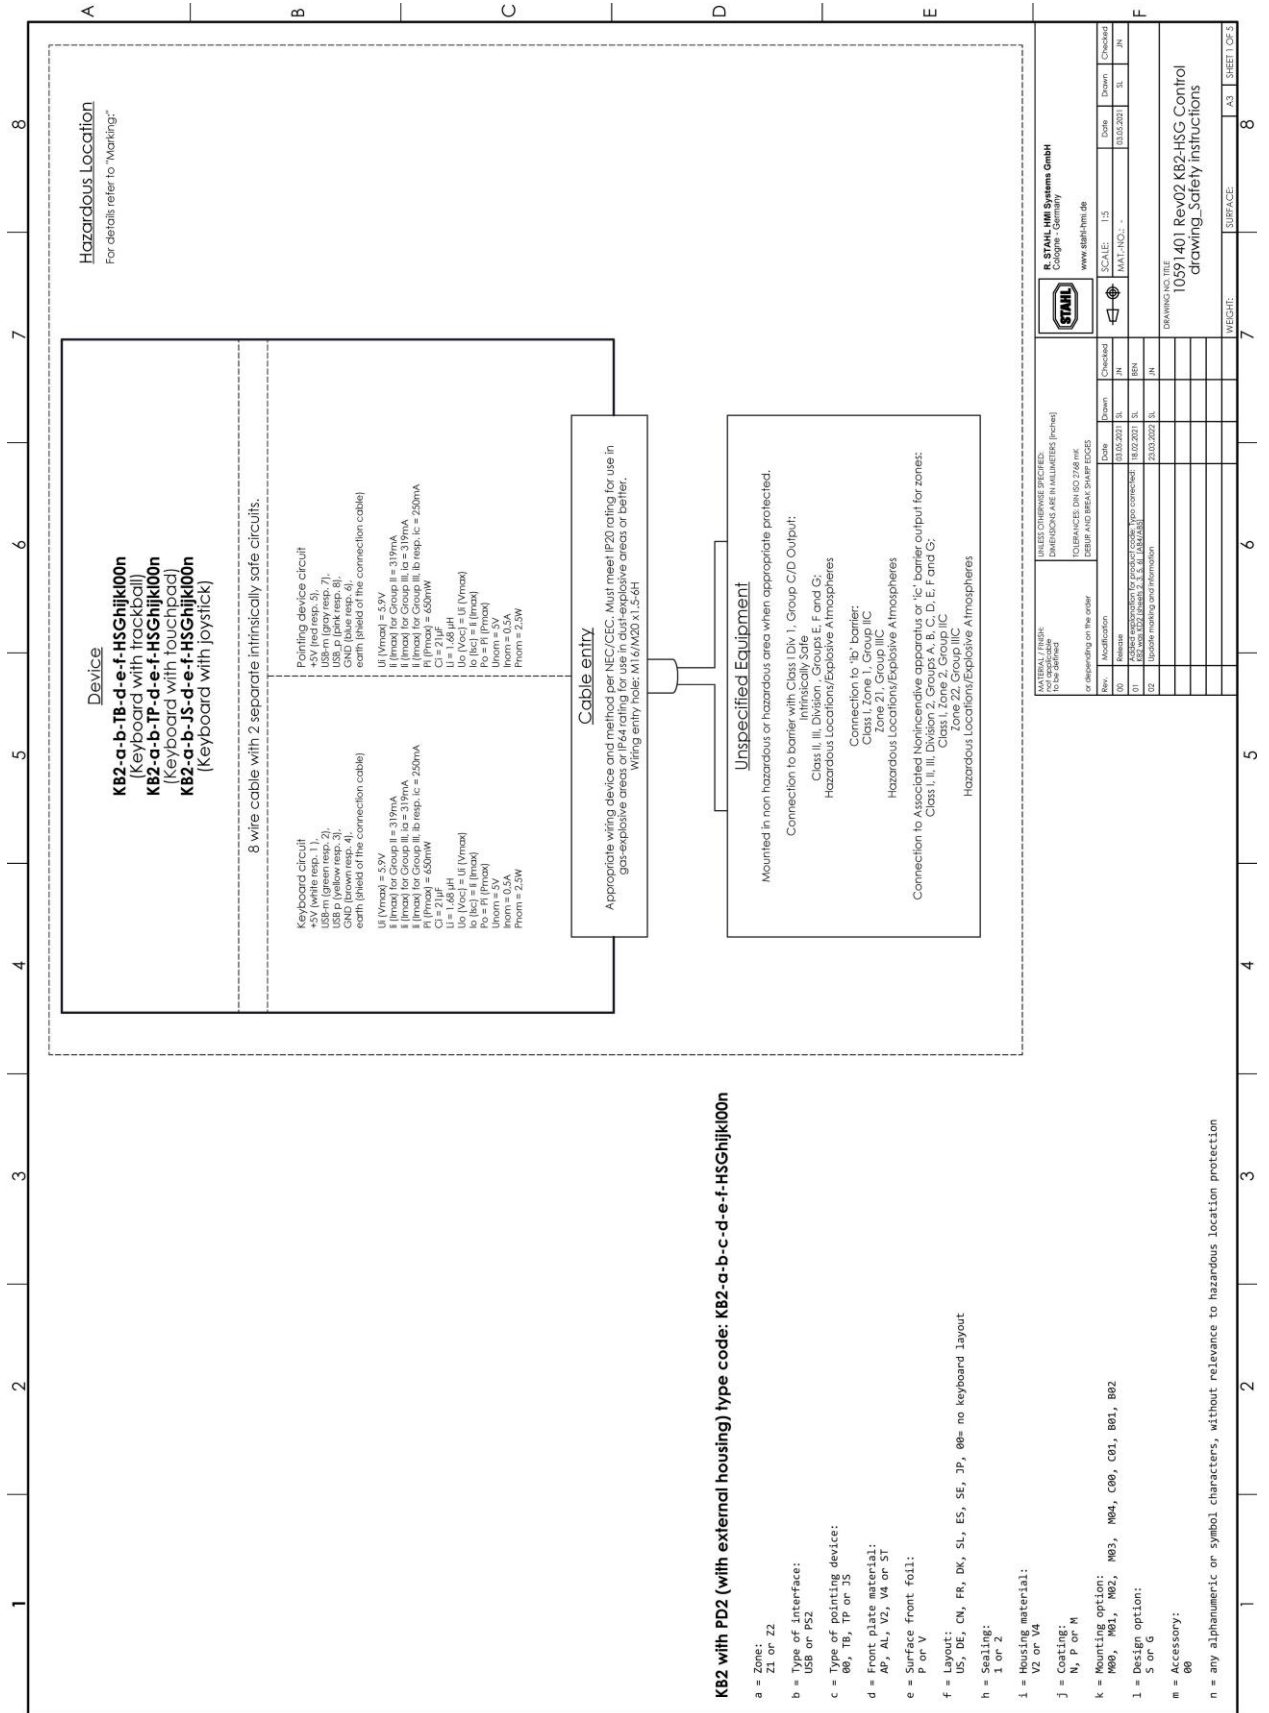 1
2
3
4
5
6
7
8
A
B
C
D
E
F
Device
KB2-a-b-TB-d-e-f-HSGhijkl00n
(Keyboard with trackball)
KB2-a-b-TP-d-e-f-HSGhijkl00n
(Keyboard with touchpad)
KB2-a-b-JS-d-e-f-HSGhijkl00n
(Keyboard with joystick)
Hazardous Location
For details refer to "Marking:"
8 wire cable with 2 separate intrinsically safe circuits.
Keyboard circuit
+5V (white resp. 1 ),
USB-m (green resp. 2),
USB p (yellow resp. 3),
GND (brown resp. 4),
earth (shield of the connection cable)
Ui (Vmax) = 5.9V
Ii (Imax) for Group II = 319mA
Ii (Imax) for Group III, ia = 319mA
Ii (Imax) for Group III, ib resp. ic = 250mA
Pi (Pmax) = 650mW
Ci = 21µF
Li = 1.68 µH
Uo (Voc) = Ui (Vmax)
Io (Isc) = Ii (Imax)
Po = Pi (Pmax)
Unom = 5V
Inom = 0,5A
Pnom = 2,5W
Pointing device circuit
+5V (red resp. 5),
USB-m (gray resp. 7),
USB_p (pink resp. 8),
GND (blue resp. 6),
earth (shield of the connection cable)
Ui (Vmax) = 5.9V
Ii (Imax) for Group II = 319mA
Ii (Imax) for Group III, ia = 319mA
Ii (Imax) for Group III, ib resp. ic = 250mA
Pi (Pmax) = 650mW
Ci = 21µF
Li = 1.68 µH
Uo (Voc) = Ui (Vmax)
Io (Isc) = Ii (Imax)
Po = Pi (Pmax)
Unom = 5V
Inom = 0,5A
Pnom = 2,5W
Cable entry
Appropriate wiring device and method per NEC/CEC. Must meet IP20 rating for use in
gas-explosive areas or IP64 rating for use in dust-explosive areas or better.
Wiring entry hole: M16/M20 x1.5-6H
Unspecified Equipment
Mounted in non hazardous or hazardous area when appropriate protected.
Connection to barrier with Class I Div 1, Group C/D Output:
Intrinsically Safe
Class II, III, Division , Groups E, F and G;
Hazardous Locations/Explosive Atmospheres
Connection to 'ib' barrier:
Class I, Zone 1, Group IIC
Zone 21, Group IIIC
Hazardous Locations/Explosive Atmospheres
Connection to Associated Nonincendive apparatus or 'ic' barrier output for zones:
Class I, II, III, Division 2, Groups A, B, C, D, E, F and G;
Class I, Zone 2, Group IIC
Zone 22, Group IIIC
Hazardous Locations/Explosive Atmospheres
KB2 with PD2 (with external housing) type code: KB2-a-b-c-d-e-f-HSGhijkl00n
a = Zone:
Z1 or Z2
b = Type of interface:
USB or PS2
c = Type of pointing device:
00, TB, TP or JS
d = Front plate material:
AP, AL, V2, V4 or ST
e = Surface front foil:
P or V
f = Layout:
US, DE, CN, FR, DK, SL, ES, SE, JP, 00= no keyboard layout
h = Sealing:
1 or 2
i = Housing material:
V2 or V4
j = Coating:
N, P or M
k = Mounting option:
M00, M01, M02, M03, M04, C00, C01, B01, B02
l = Design option:
S or G
m = Accessory:
00
n = any alphanumeric or symbol characters, without relevance to hazardous location protection
MATERIAL / FINISH:
not applicable
to be defined
or depending on the order
UNLESS OTHERWISE SPECIFIED:
DIMENSIONS ARE IN MILLIMETERS [inches]
TOLERANCES: DIN ISO 2768 mK
DEBUR AND BREAK SHARP EDGES
Rev. Modification Date Drawn Checked
00 Release 03.05.2021 SL JN
01 Added explanation for product code; Typo corrected:
18.02.2021 SL BEN
02 Update marking and information 23.03.2022 SL JN
STAHL
R. STAHL HMI Systems GmbH
Cologne - Germany
www.stahl-hmi.de
SCALE: 1:5
MAT.-NO.: -
Date Drawn Checked
03.05.2021 SL JN
DRAWING NO. TITLE
10591401 Rev02 KB2-HSG Control
drawing_Safety instructions
WEIGHT:
SURFACE:
A3
SHEET 1 OF 5
1
2
3
4
5
6
7
8